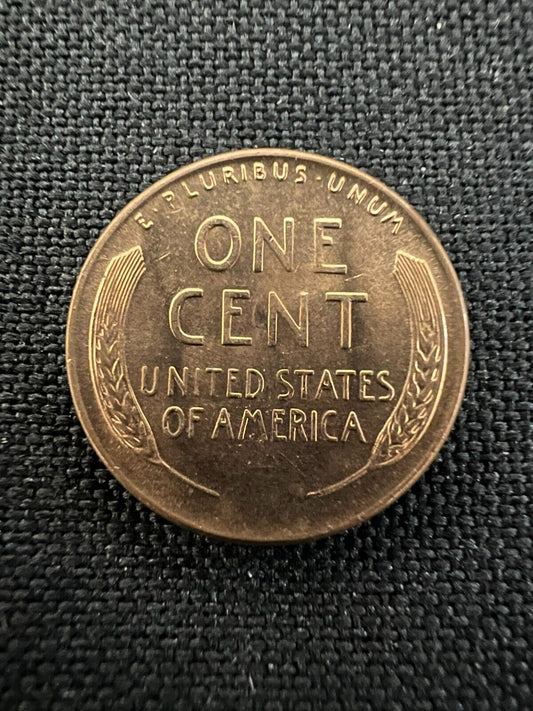 E·PLURIBUS·UNUM
ONE
CENT
UNITED STATES
OF AMERICA